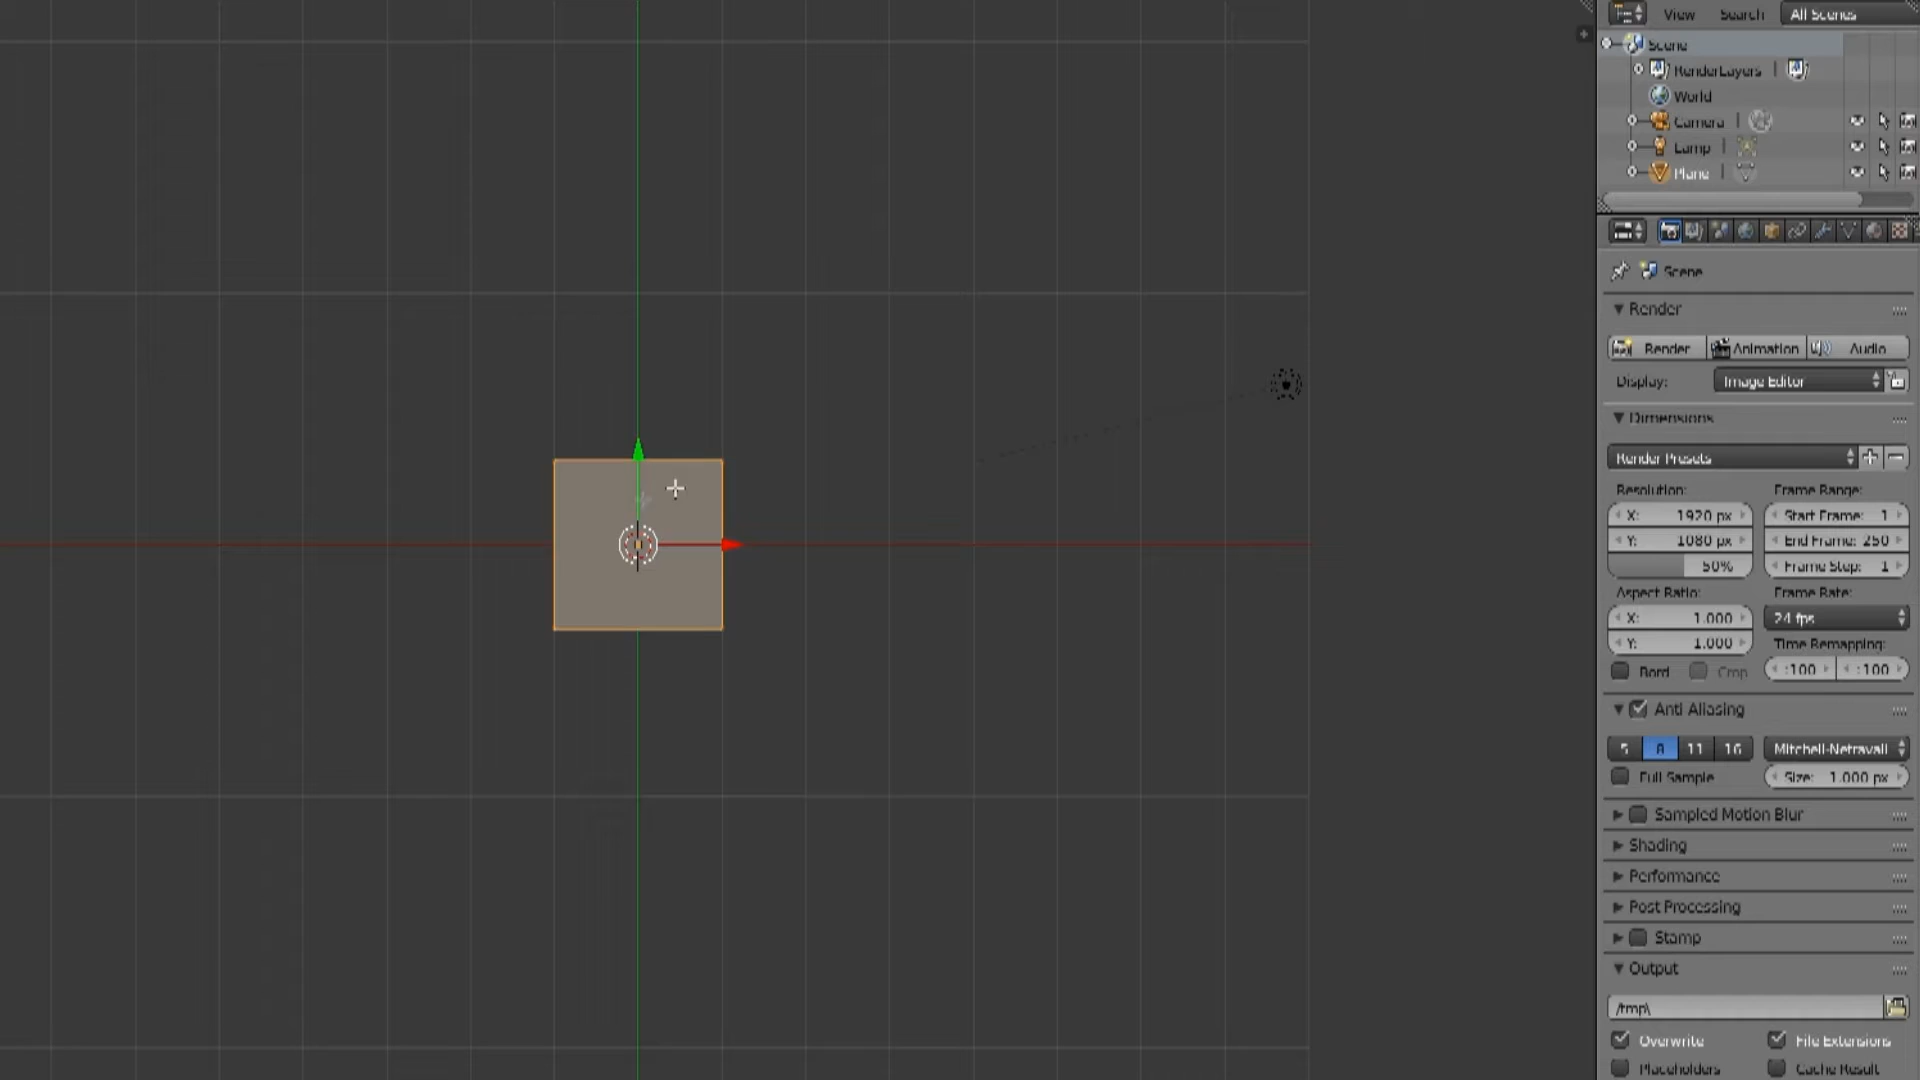 View Search All Scenes
Scene
RenderLayers
World
Camera
Lamp
Plane
Scene
Render
Render Animation Audio
Display: Image Editor
Dimensions
Render Presets
Resolution: Frame Range:
X: 1920 px Start Frame: 1
Y: 1080 px End Frame: 250
50% Frame Step: 1
Aspect Ratio: Frame Rate:
X: 1.000 24 fps
Y: 1.000 Time Remapping:
Bord Crop :100 :100
Anti-Aliasing
5 8 11 16 Mitchell-Netravali
Full Sample Size: 1.000 px
Sampled Motion Blur
Shading
Performance
Post Processing
Stamp
Output
/tmp\
Overwrite File Extensions
Placeholders Cache Result